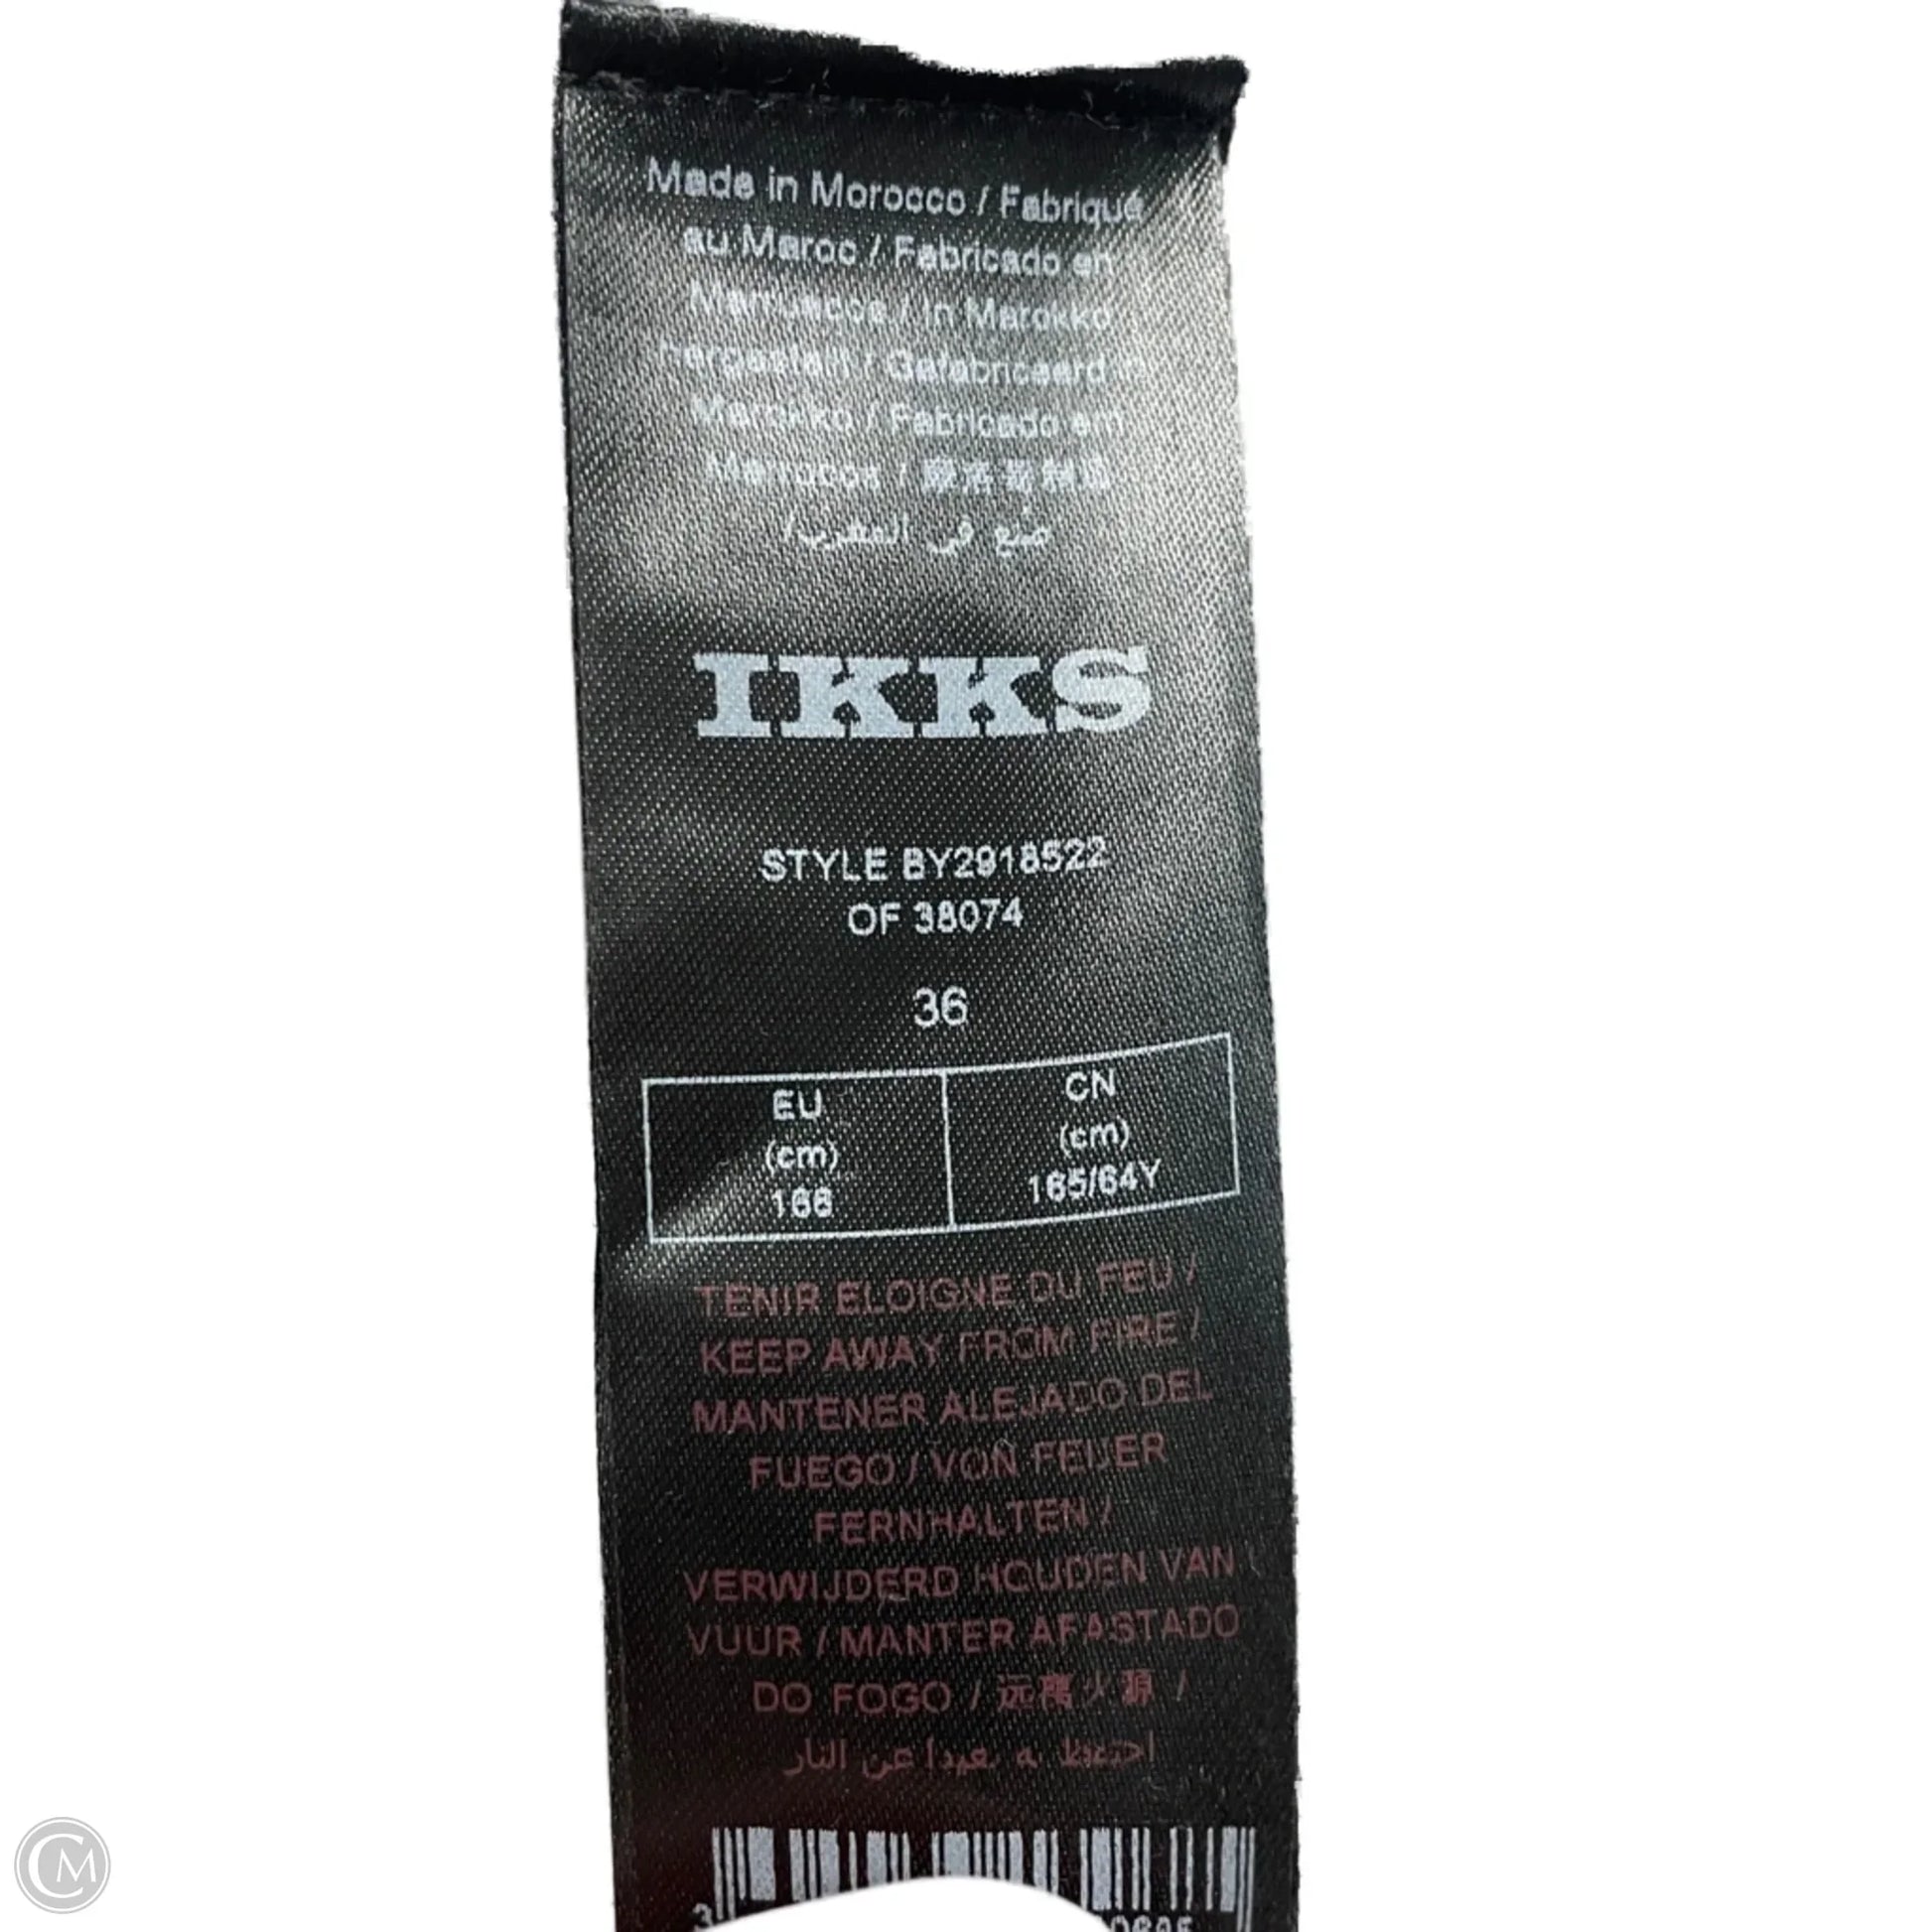 Made in Morocco / Fabriqué
au Maroc / Fabricado en
Marruecos / In Marokko
hergestellt / Gefabriceerd in
Marokko / Fabricado em
Marrocos / 摩洛哥制造
صُنع في المغرب/
IKKS
STYLE BY2918522
OF 38074
36
EU
(cm)
166
CN
(cm)
165/64Y
TENIR ELOIGNE DU FEU /
KEEP AWAY FROM FIRE /
MANTENER ALEJADO DEL
FUEGO / VON FEUER
FERNHALTEN /
VERWIJDERD HOUDEN VAN
VUUR / MANTER AFASTADO
DO FOGO / 远离火源 /
احتفظ به بعيدا عن النار
3
CM